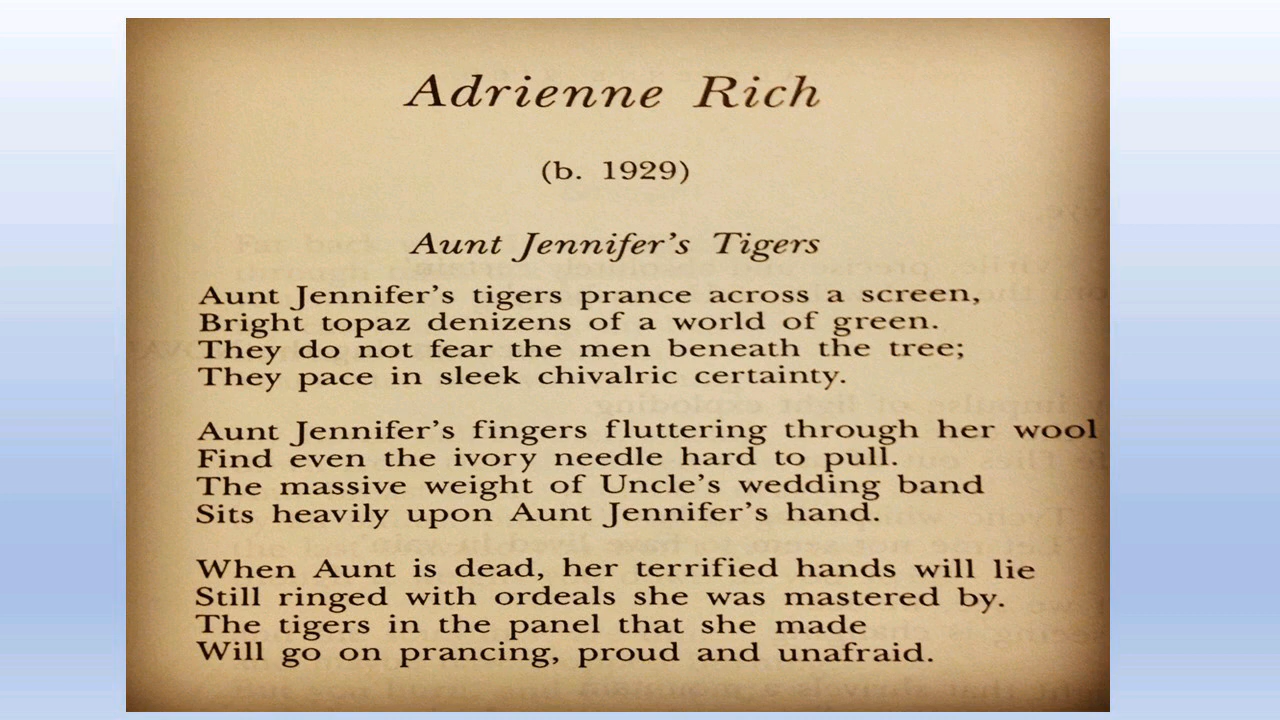 Adrienne Rich
(b. 1929)
Aunt Jennifer's Tigers
Aunt Jennifer's tigers prance across a screen,
Bright topaz denizens of a world of green.
They do not fear the men beneath the tree;
They pace in sleek chivalric certainty.
Aunt Jennifer's fingers fluttering through her wool
Find even the ivory needle hard to pull.
The massive weight of Uncle's wedding band
Sits heavily upon Aunt Jennifer's hand.
When Aunt is dead, her terrified hands will lie
Still ringed with ordeals she was mastered by.
The tigers in the panel that she made
Will go on prancing, proud and unafraid.